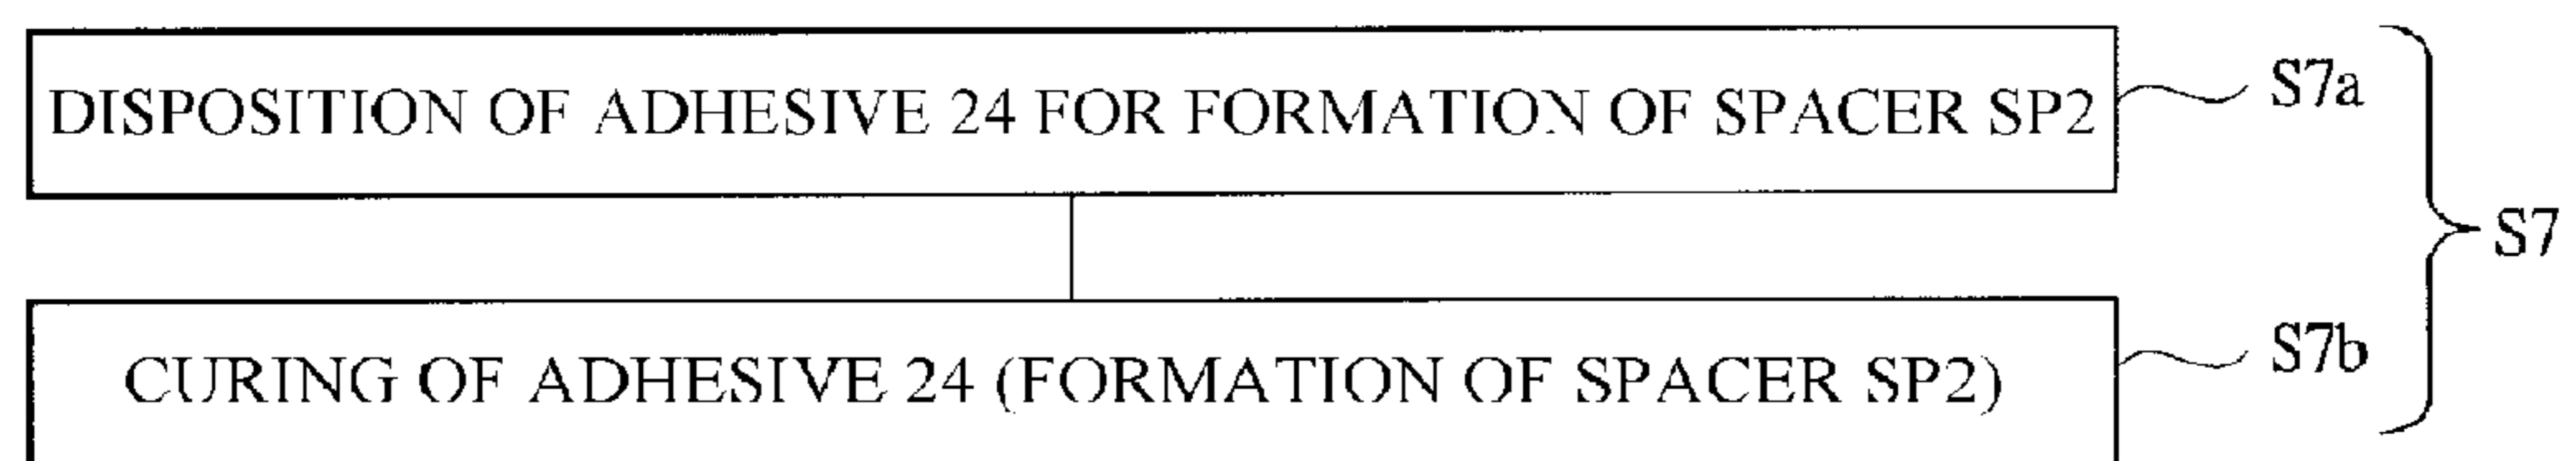 DISPOSITION OF ADHESIVE 24 FOR FORMATION OF SPACER SP2
S7a
S7
CURING OF ADHESIVE 24 (FORMATION OF SPACER SP2)
S7b